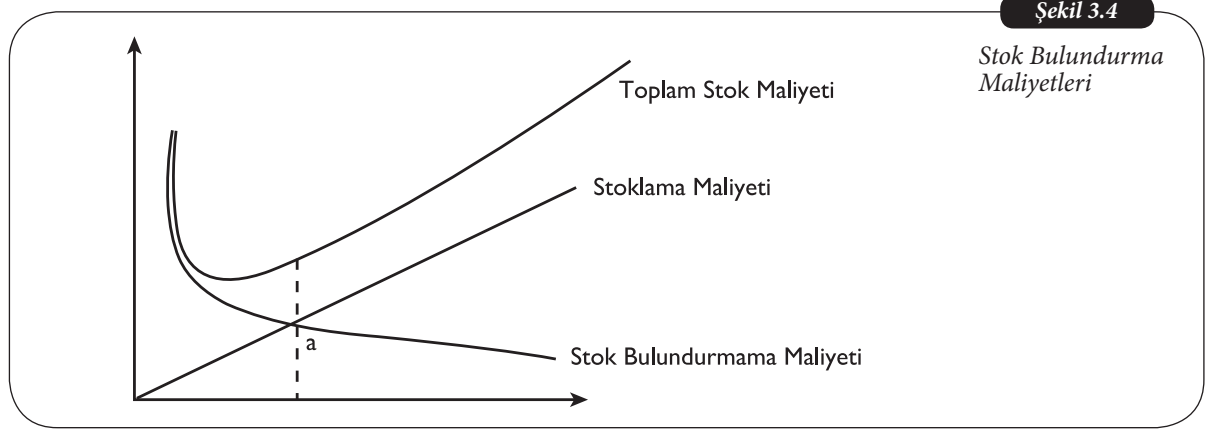 Şekil 3.4
Stok Bulundurma
Maliyetleri
Toplam Stok Maliyeti
Stoklama Maliyeti
a
Stok Bulundurmama Maliyeti